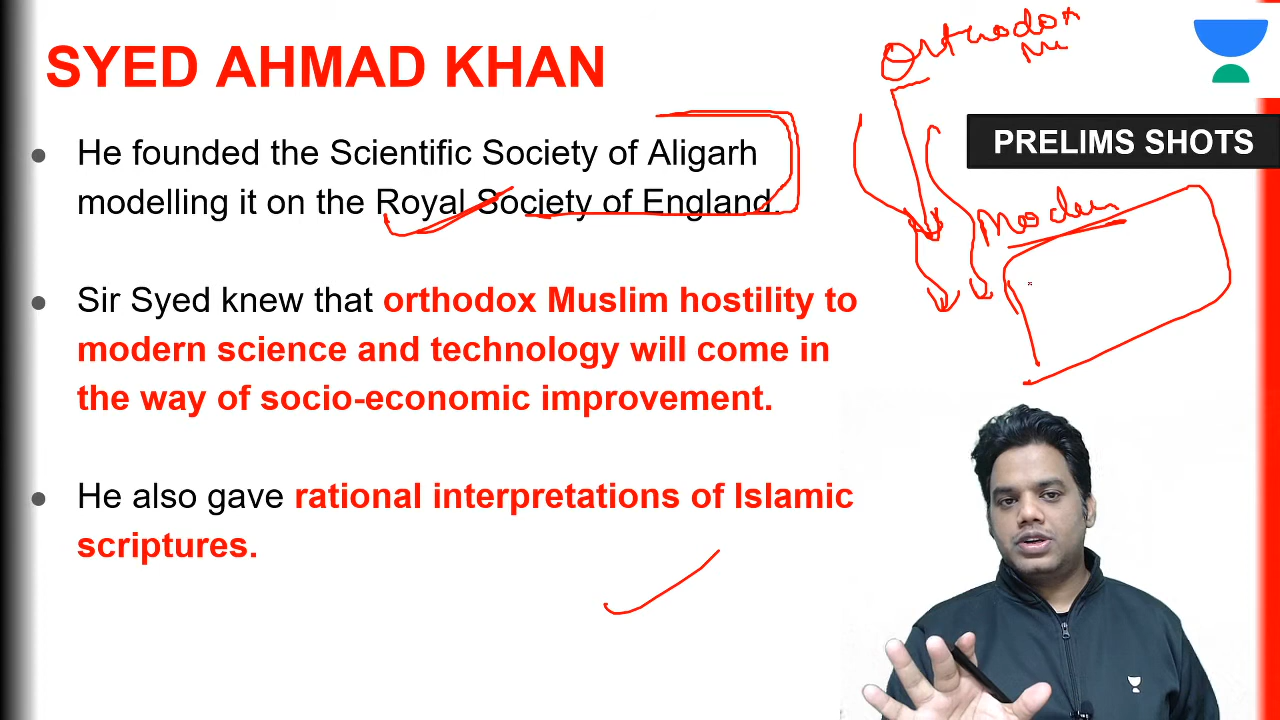 SYED AHMAD KHAN
Orthodox
Mu
PRELIMS SHOTS
● He founded the Scientific Society of Aligarh
modelling it on the Royal Society of England.
Modern
● Sir Syed knew that orthodox Muslim hostility to
modern science and technology will come in
the way of socio-economic improvement.
● He also gave rational interpretations of Islamic
scriptures.